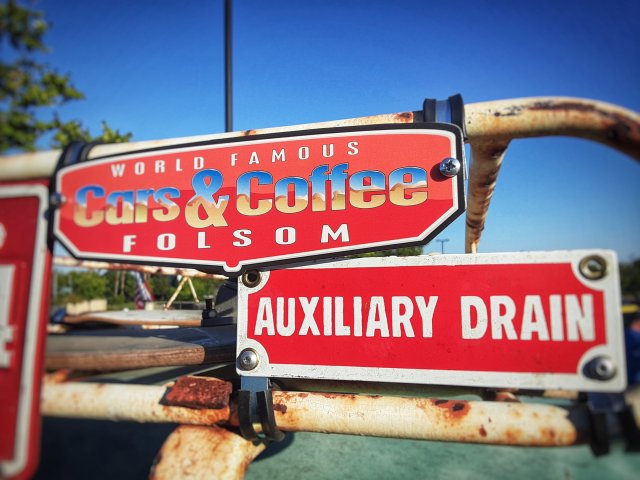 WORLD FAMOUS
Cars & Coffee
FOLSOM
AUXILIARY DRAIN